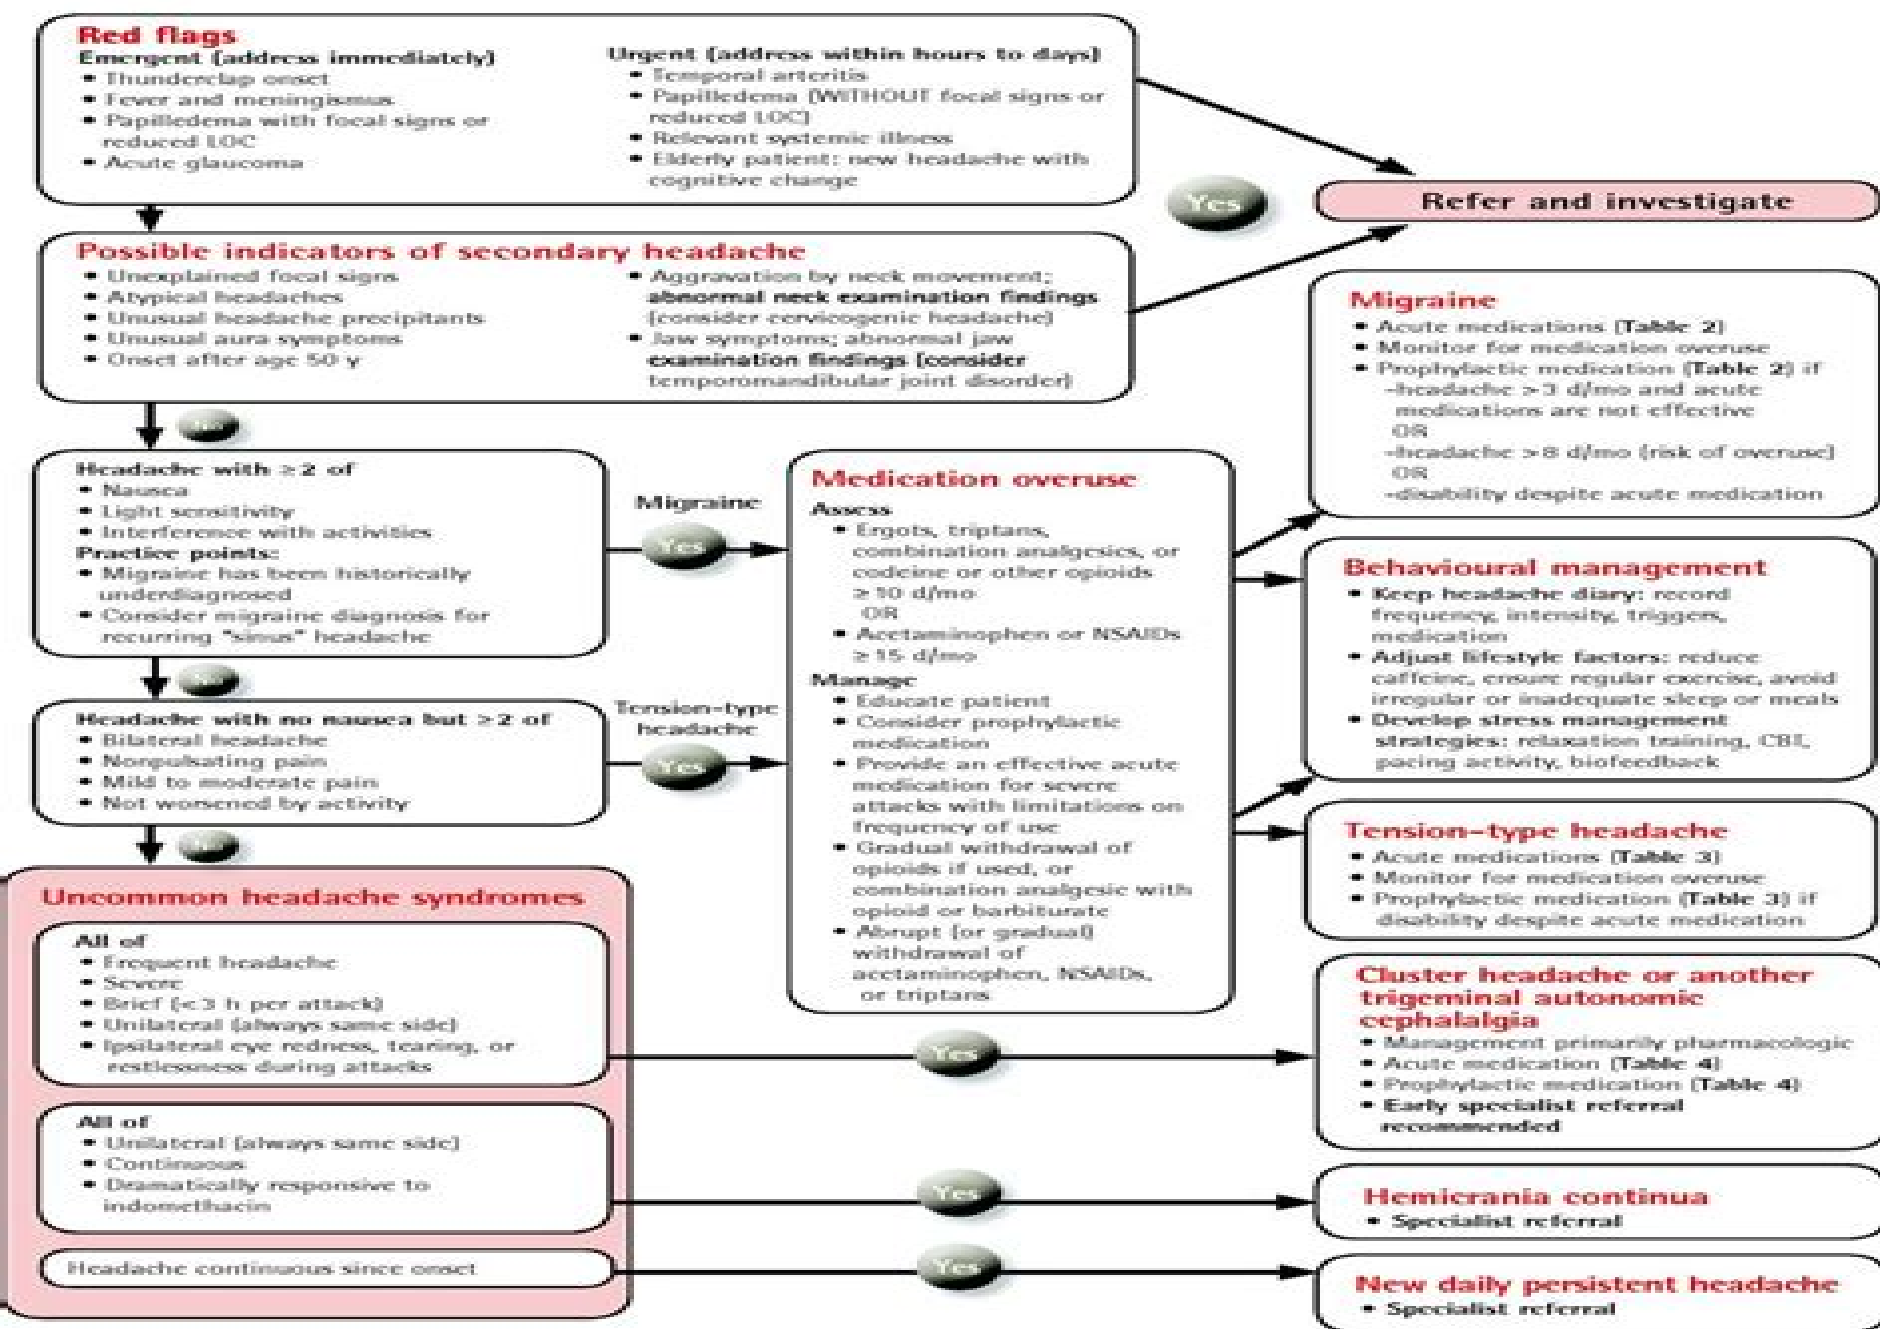 Red flags
Emergent (address immediately)
• Thunderclap onset
• Fever and meningismus
• Papilledema with focal signs or
reduced LOC
• Acute glaucoma
Urgent (address within hours to days)
• Temporal arteritis
• Papilledema (WITHOUT focal signs or
reduced LOC)
• Relevant systemic illness
• Elderly patient: new headache with
cognitive change
Yes
Refer and investigate
Possible indicators of secondary headache
• Unexplained focal signs
• Atypical headaches
• Unusual headache precipitants
• Unusual aura symptoms
• Onset after age 50 y
• Aggravation by neck movement;
abnormal neck examination findings
(consider cervicogenic headache)
• Jaw symptoms; abnormal jaw
examination findings (consider
temporomandibular joint disorder)
No
Headache with ≥2 of
• Nausea
• Light sensitivity
• Interference with activities
Practice points:
• Migraine has been historically
underdiagnosed
• Consider migraine diagnosis for
recurring "sinus" headache
Migraine
Yes
No
Headache with no nausea but ≥2 of
• Bilateral headache
• Nonpulsating pain
• Mild to moderate pain
• Not worsened by activity
Tension-type
headache
Yes
No
Medication overuse
Assess
• Ergots, triptans,
combination analgesics, or
codeine or other opioids
≥10 d/mo
OR
• Acetaminophen or NSAIDs
≥15 d/mo
Manage
• Educate patient
• Consider prophylactic
medication
• Provide an effective acute
medication for severe
attacks with limitations on
frequency of use
• Gradual withdrawal of
opioids if used, or
combination analgesic with
opioid or barbiturate
• Abrupt (or gradual)
withdrawal of
acetaminophen, NSAIDs,
or triptans
Migraine
• Acute medications (Table 2)
• Monitor for medication overuse
• Prophylactic medication (Table 2) if
-headache >3 d/mo and acute
medications are not effective
OR
-headache >8 d/mo (risk of overuse)
OR
-disability despite acute medication
Behavioural management
• Keep headache diary: record
frequency, intensity, triggers,
medication
• Adjust lifestyle factors: reduce
caffeine, ensure regular exercise, avoid
irregular or inadequate sleep or meals
• Develop stress management
strategies: relaxation training, CBT,
pacing activity, biofeedback
Tension-type headache
• Acute medications (Table 3)
• Monitor for medication overuse
• Prophylactic medication (Table 3) if
disability despite acute medication
Uncommon headache syndromes
All of
• Frequent headache
• Severe
• Brief (<3 h per attack)
• Unilateral (always same side)
• Ipsilateral eye redness, tearing, or
restlessness during attacks
Yes
Cluster headache or another
trigeminal autonomic
cephalalgia
• Management primarily pharmacologic
• Acute medication (Table 4)
• Prophylactic medication (Table 4)
• Early specialist referral
recommended
All of
• Unilateral (always same side)
• Continuous
• Dramatically responsive to
indomethacin
Yes
Hemicrania continua
• Specialist referral
Headache continuous since onset
Yes
New daily persistent headache
• Specialist referral